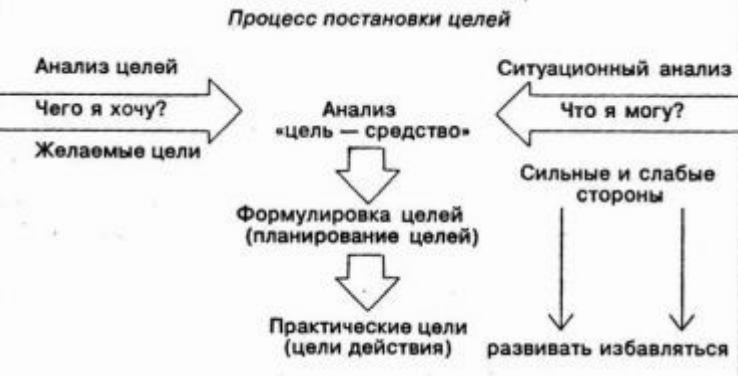 Процесс постановки целей
Анализ целей
Чего я хочу?
Желаемые цели
Анализ
«цель — средство»
Формулировка целей
(планирование целей)
Практические цели
(цели действия)
Ситуационный анализ
Что я могу?
Сильные и слабые
стороны
развивать избавляться